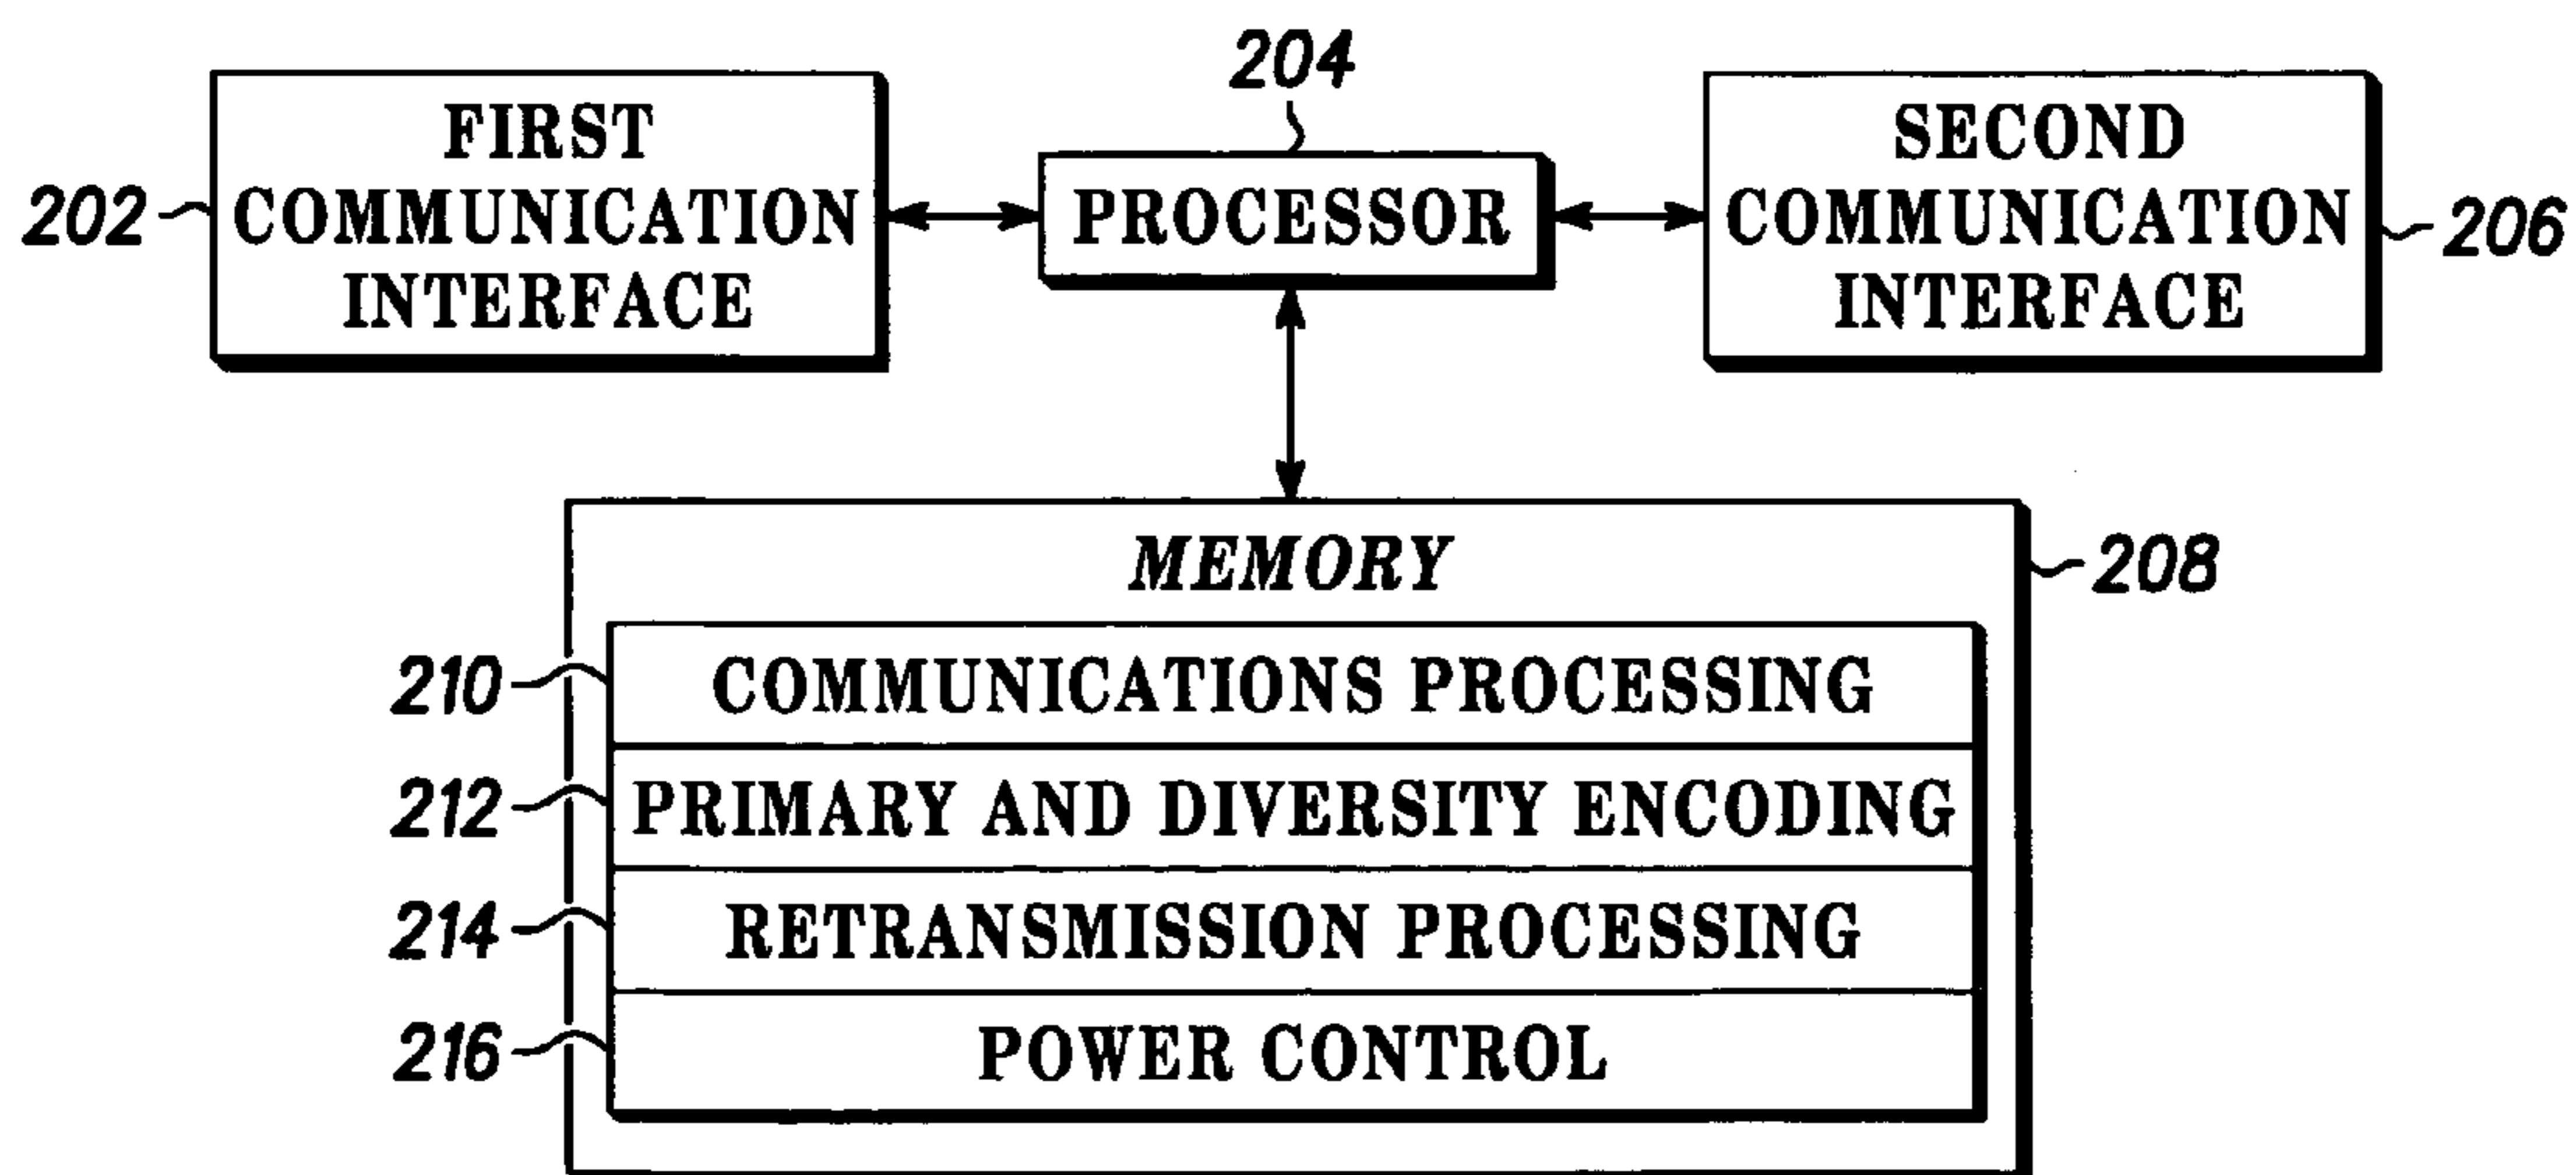 204
FIRST
COMMUNICATION
INTERFACE
202
PROCESSOR
SECOND
COMMUNICATION
INTERFACE
206
MEMORY
208
210
COMMUNICATIONS PROCESSING
212
PRIMARY AND DIVERSITY ENCODING
214
RETRANSMISSION PROCESSING
216
POWER CONTROL